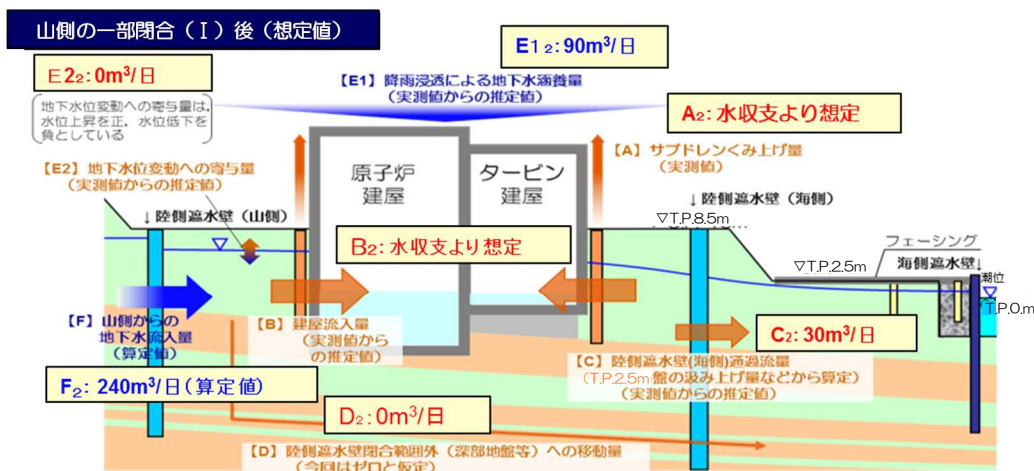 山側の一部閉合(Ⅰ)後(想定値)
E1₂:90m³/日
E2₂:0m³/日
【E1】降雨浸透による地下水涵養量
(実測値からの推定値)
地下水位変動への寄与量は,
水位上昇を正,水位低下を
負としている
A₂:水収支より想定
【E2】地下水位変動への寄与量
(実測値からの推定値)
【A】サブドレンくみ上げ量
(実測値)
原子炉
建屋
タービン
建屋
↓陸側遮水壁(山側)
↓陸側遮水壁(海側)
▽T.P.8.5m
B₂:水収支より想定
フェーシング
▽T.P.2.5m
海側遮水壁↓
潮位
T.P.0.m
【F】山側からの
地下水流入量
(算定値)
【B】建屋流入量
(実測値から
の推定値)
C₂:30m³/日
【C】陸側遮水壁(海側)通過流量
(T.P.2.5m盤の汲み上げ量などから算定)
(実測値からの推定値)
F₂:240m³/日(算定値)
D₂:0m³/日
【D】陸側遮水壁閉合範囲外(深部地盤等)への移動量
(今回はゼロと仮定)